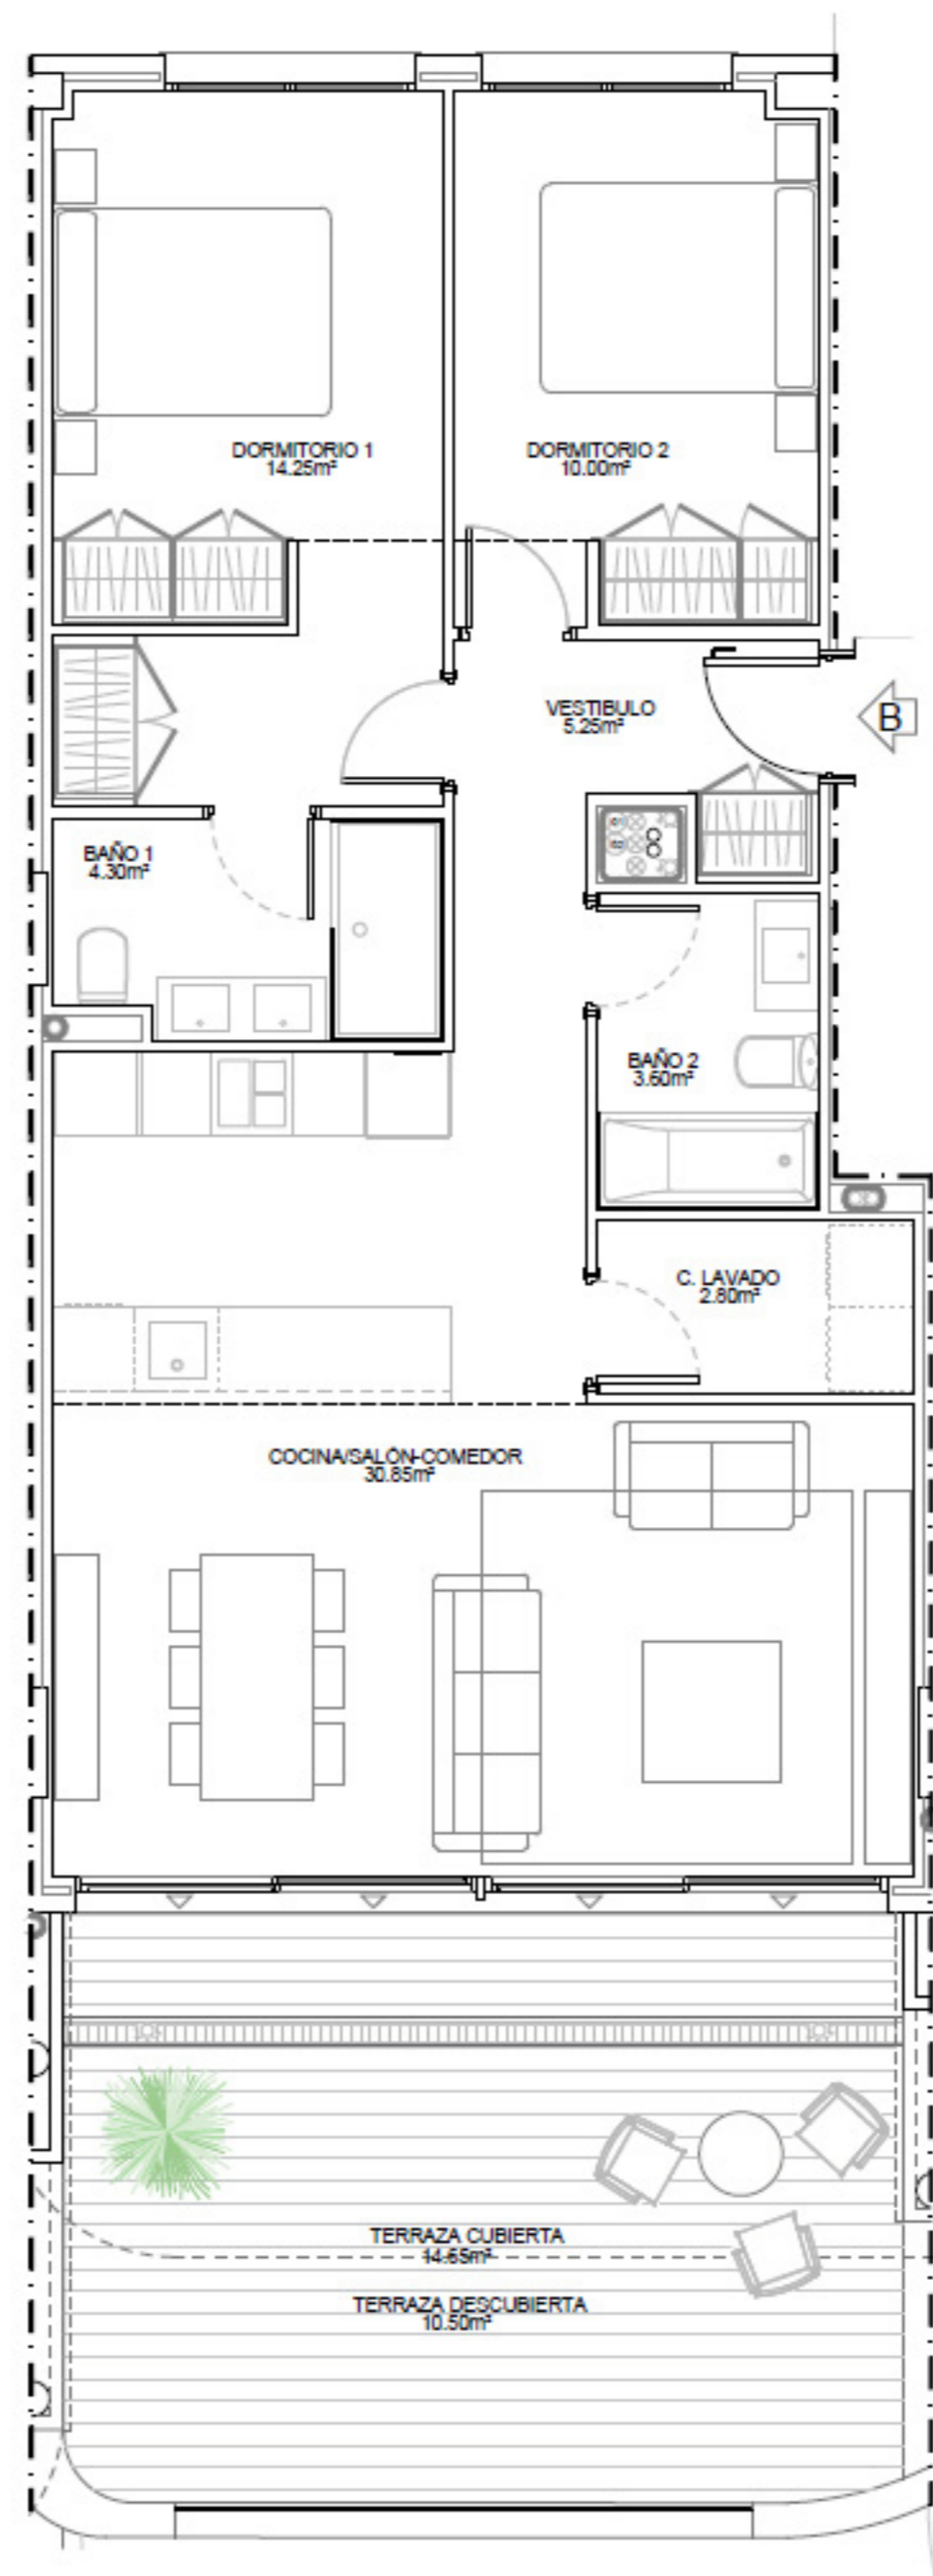 DORMITORIO 1
14.25m²
DORMITORIO 2
10.00m²
VESTIBULO
5.25m²
B
BAÑO 1
4.30m²
BAÑO 2
3.60m²
C. LAVADO
2.80m²
COCINA/SALÓN-COMEDOR
30.85m²
TERRAZA CUBIERTA
14.65m²
TERRAZA DESCUBIERTA
10.50m²